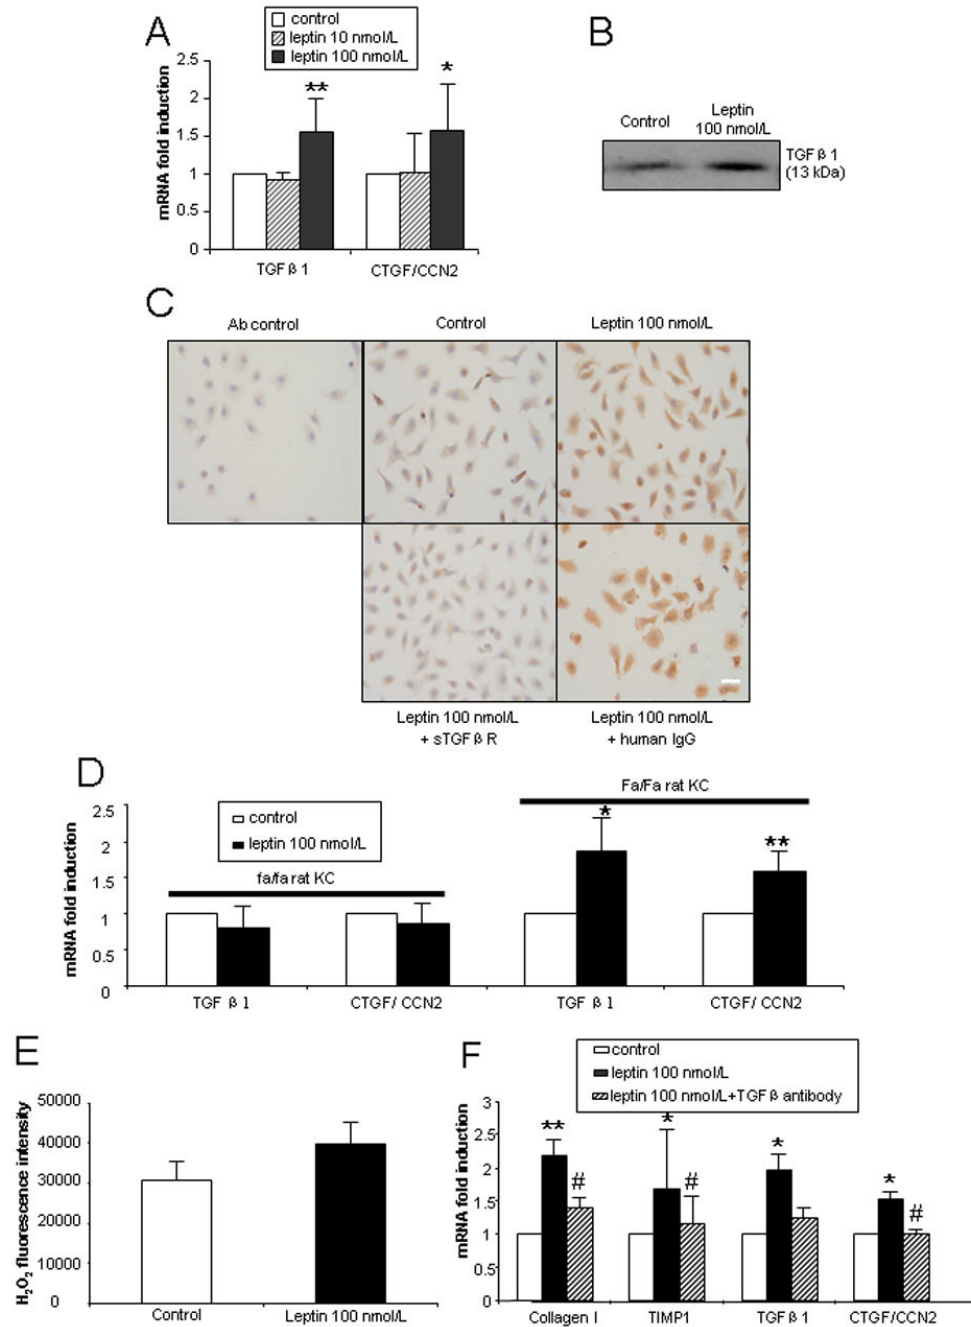 A
control
leptin 10 nmol/L
leptin 100 nmol/L
mRNA fold induction
2.5
2
1.5
1
0.5
0
**
*
TGF β 1
CTGF/CCN2
B
Control
Leptin
100 nmol/L
TGF β 1
(13 kDa)
C
Ab control
Control
Leptin 100 nmol/L
Leptin 100 nmol/L
+ sTGF β R
Leptin 100 nmol/L
+ human IgG
D
control
leptin 100 nmol/L
mRNA fold induction
2.5
2
1.5
1
0.5
0
fa/fa rat KC
Fa/Fa rat KC
*
**
TGF β 1
CTGF/ CCN2
TGF β 1
CTGF/ CCN2
E
H2O2 fluorescence intensity
50000
40000
30000
20000
10000
0
Control
Leptin 100 nmol/L
F
control
leptin 100 nmol/L
leptin 100 nmol/L+TGF β antibody
mRNA fold induction
3
2.5
2
1.5
1
0.5
0
**
#
*
#
*
*
#
Collagen I
TIMP1
TGF β 1
CTGF/CCN2